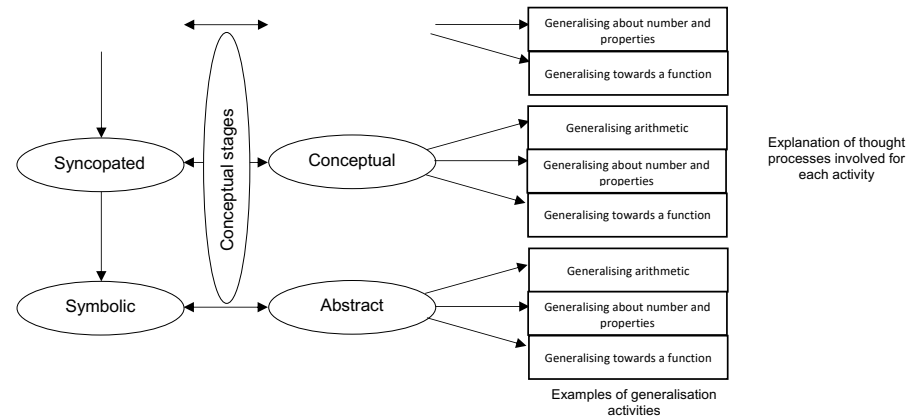 Generalising about number and
properties
Generalising towards a function
Conceptual stages
Syncopated
Conceptual
Generalising arithmetic
Generalising about number and
properties
Generalising towards a function
Explanation of thought
processes involved for
each activity
Symbolic
Abstract
Generalising arithmetic
Generalising about number and
properties
Generalising towards a function
Examples of generalisation
activities